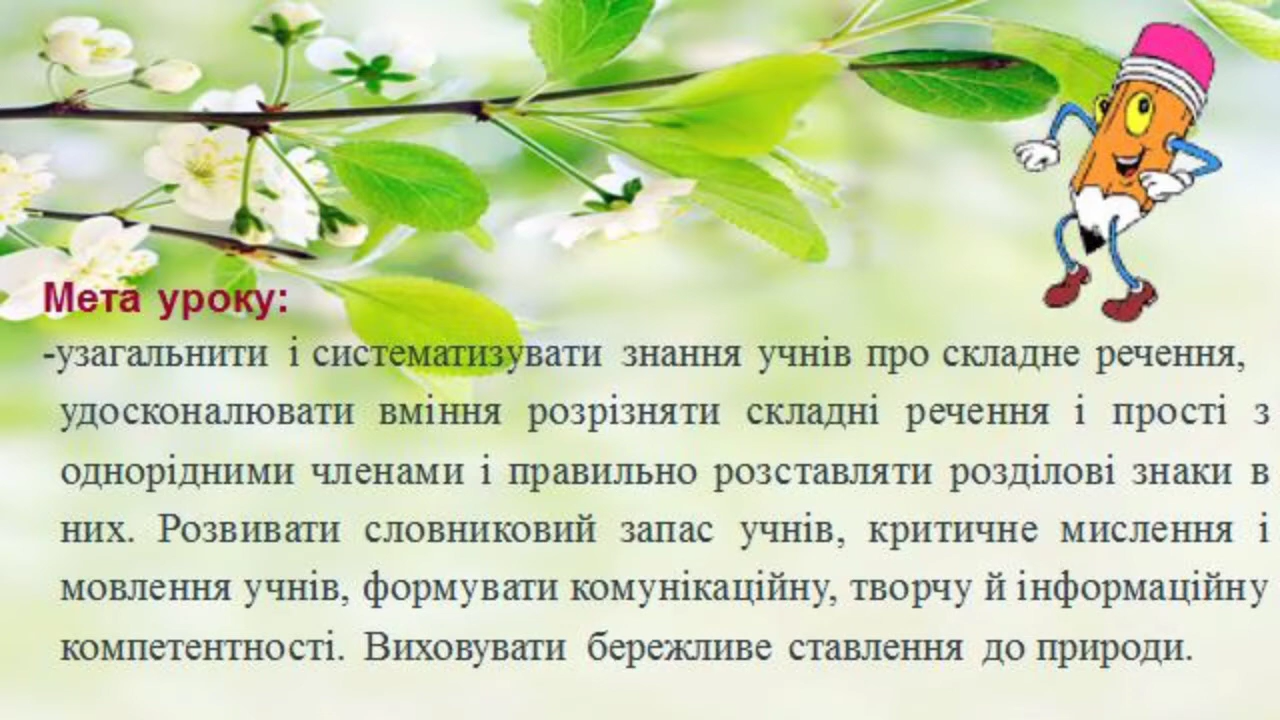 Мета уроку:
-узагальнити і систематизувати знання учнів про складне речення,
удосконалювати вміння розрізняти складні речення і прості з
однорідними членами і правильно розставляти розділові знаки в
них. Розвивати словниковий запас учнів, критичне мислення і
мовлення учнів, формувати комунікаційну, творчу й інформаційну
компетентності. Виховувати бережливе ставлення до природи.